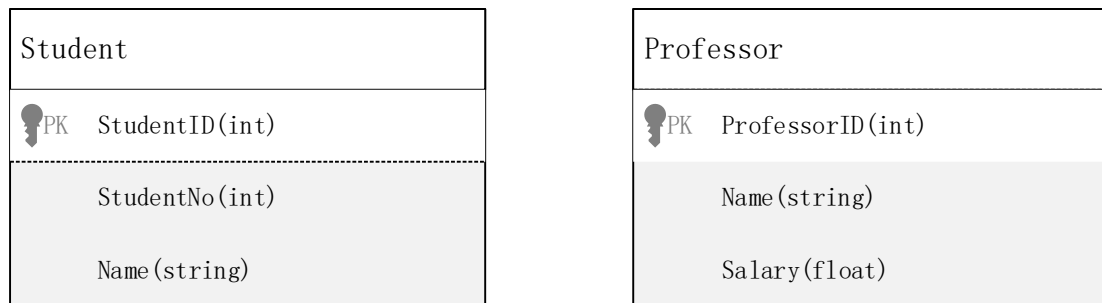 Student
PK StudentID(int)
StudentNo(int)
Name(string)
Professor
PK ProfessorID(int)
Name(string)
Salary(float)